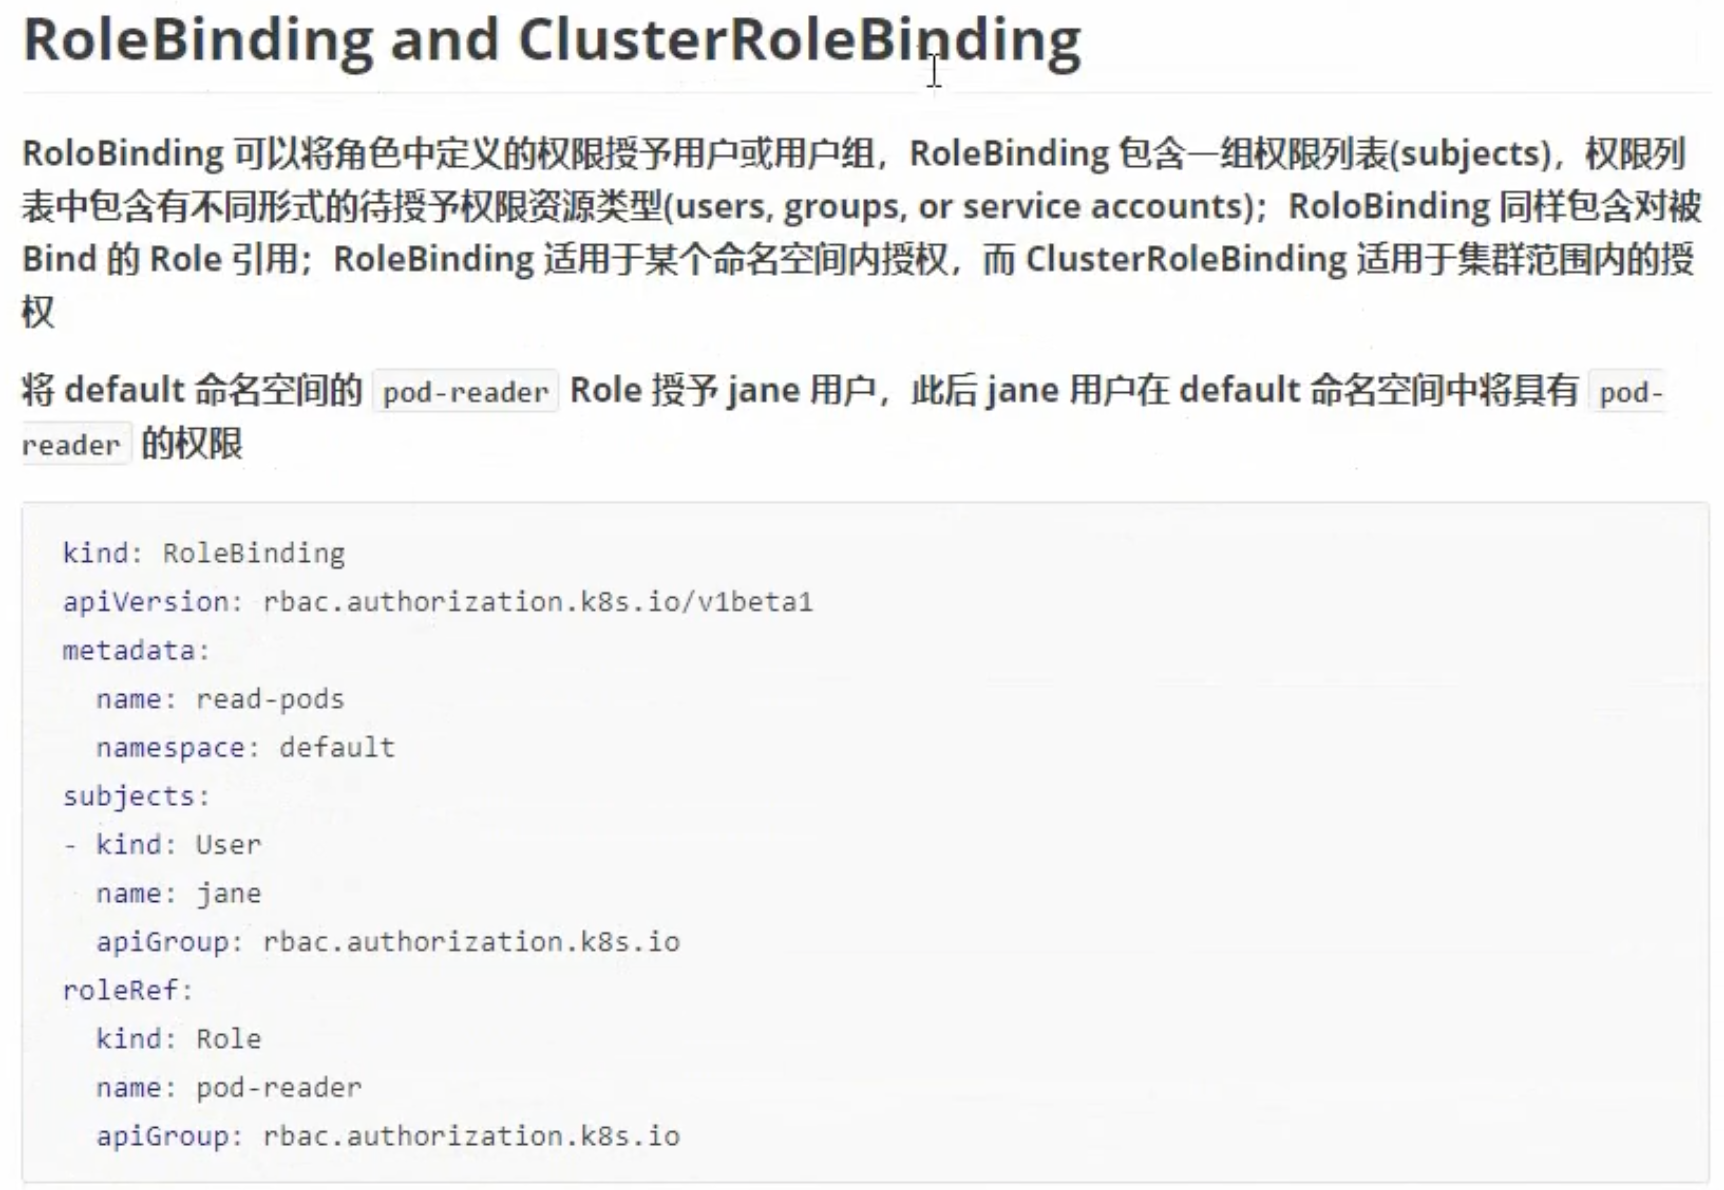 RoleBinding and ClusterRoleBinding
RoloBinding 可以将角色中定义的权限授予用户或用户组，RoleBinding 包含一组权限列表(subjects)，权限列
表中包含有不同形式的待授予权限资源类型(users, groups, or service accounts)；RoloBinding 同样包含对被
Bind 的 Role 引用；RoleBinding 适用于某个命名空间内授权，而 ClusterRoleBinding 适用于集群范围内的授
权
将 default 命名空间的 pod-reader Role 授予 jane 用户，此后 jane 用户在 default 命名空间中将具有 pod-
reader 的权限
kind: RoleBinding
apiVersion: rbac.authorization.k8s.io/v1beta1
metadata:
  name: read-pods
  namespace: default
subjects:
- kind: User
  name: jane
  apiGroup: rbac.authorization.k8s.io
roleRef:
  kind: Role
  name: pod-reader
  apiGroup: rbac.authorization.k8s.io